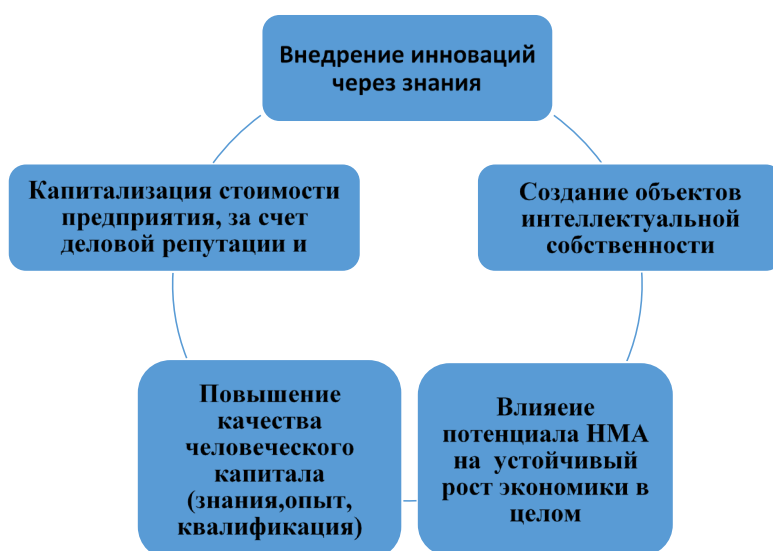 Внедрение инноваций
через знания
Капитализация стоимости
предприятия, за счет
деловой репутации и
Создание объектов
интеллектуальной
собственности
Повышение
качества
человеческого
капитала
(знания,опыт,
квалификация)
Влияеие
потенциала НМА
на устойчивый
рост экономики в
целом